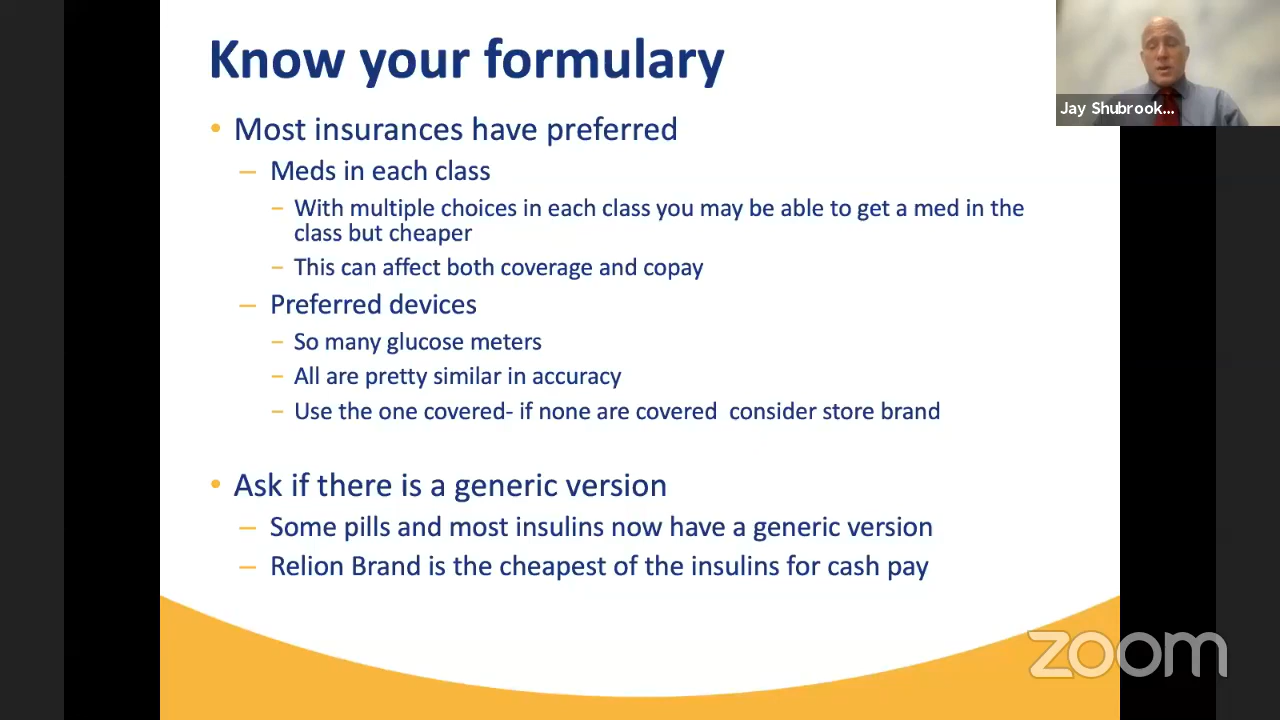 Know your formulary
Jay Shubrook...
• Most insurances have preferred
– Meds in each class
– With multiple choices in each class you may be able to get a med in the
class but cheaper
– This can affect both coverage and copay
– Preferred devices
– So many glucose meters
– All are pretty similar in accuracy
– Use the one covered- if none are covered consider store brand
• Ask if there is a generic version
– Some pills and most insulins now have a generic version
– Relion Brand is the cheapest of the insulins for cash pay
zoom